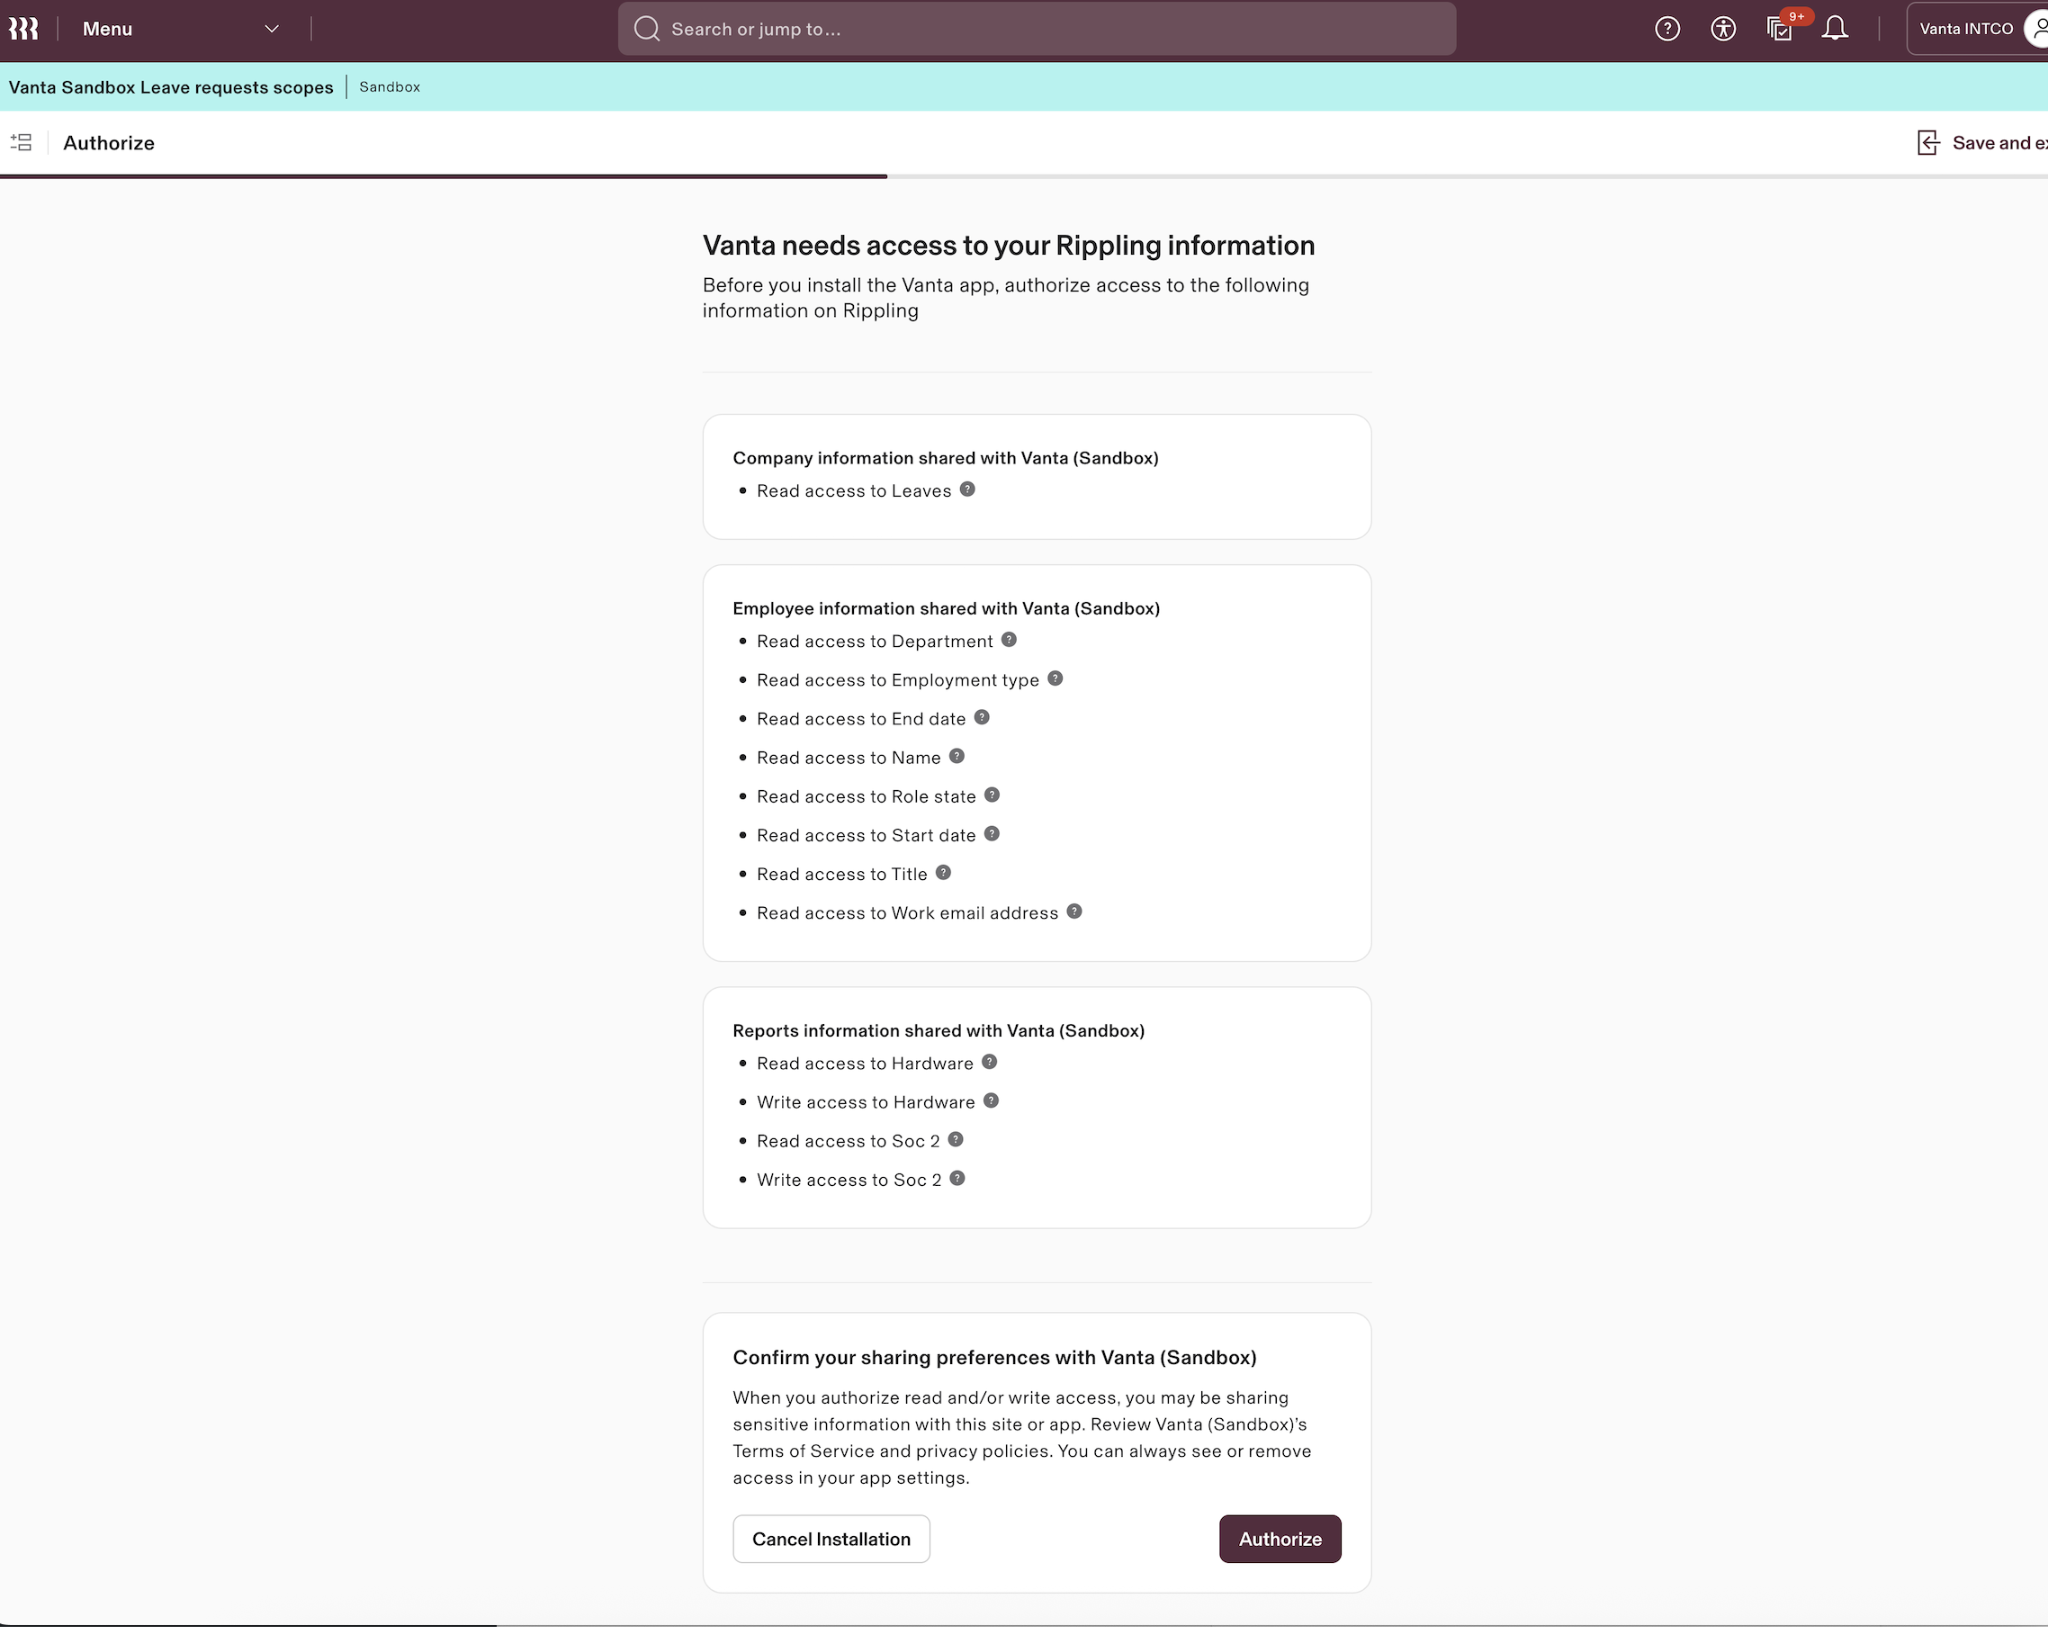 Menu
Search or jump to...
9+
Vanta INTCO
Vanta Sandbox Leave requests scopes
Sandbox
Authorize
Save and ex
Vanta needs access to your Rippling information
Before you install the Vanta app, authorize access to the following
information on Rippling
Company information shared with Vanta (Sandbox)
Read access to Leaves
Employee information shared with Vanta (Sandbox)
Read access to Department
Read access to Employment type
Read access to End date
Read access to Name
Read access to Role state
Read access to Start date
Read access to Title
Read access to Work email address
Reports information shared with Vanta (Sandbox)
Read access to Hardware
Write access to Hardware
Read access to Soc 2
Write access to Soc 2
Confirm your sharing preferences with Vanta (Sandbox)
When you authorize read and/or write access, you may be sharing
sensitive information with this site or app. Review Vanta (Sandbox)’s
Terms of Service and privacy policies. You can always see or remove
access in your app settings.
Cancel Installation
Authorize